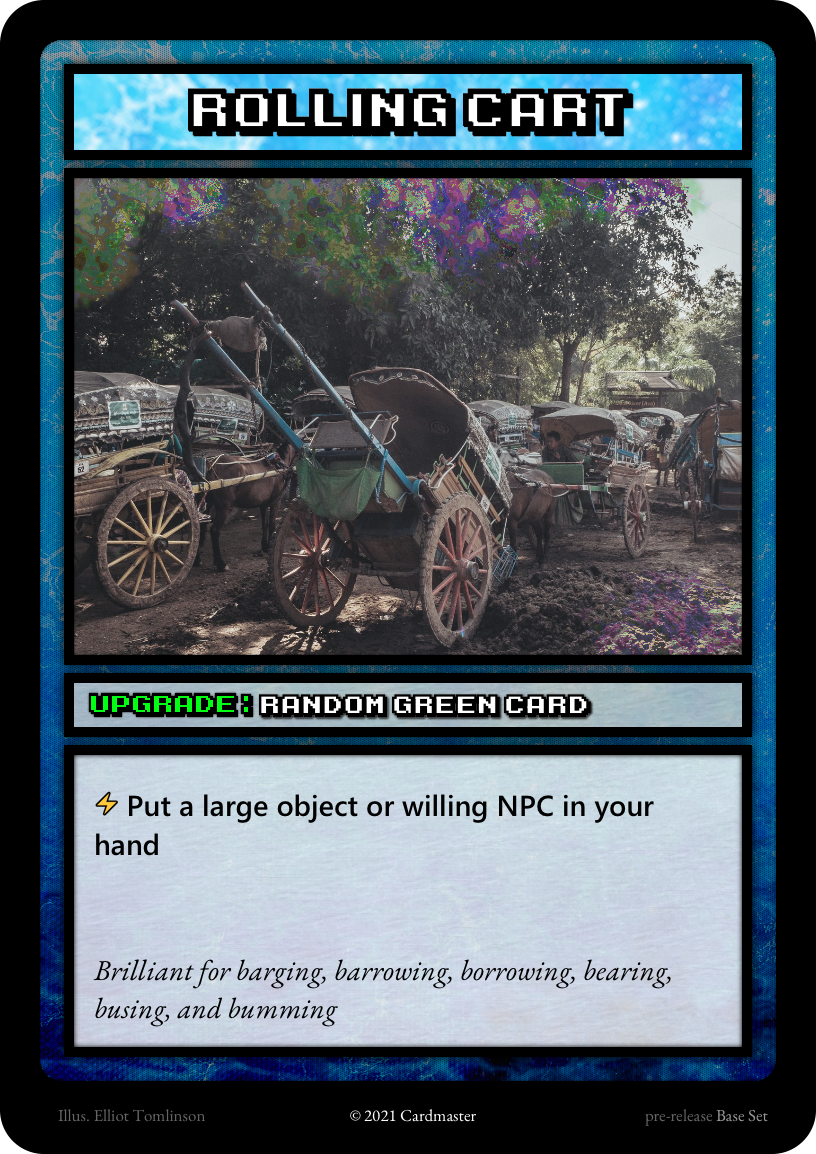 ROLLING CART
UPGRADE: RANDOM GREEN CARD
⚡ Put a large object or willing NPC in your
hand
Brilliant for barging, barrowing, borrowing, bearing,
busing, and bumming
Illus. Elliot Tomlinson
© 2021 Cardmaster
pre-release Base Set